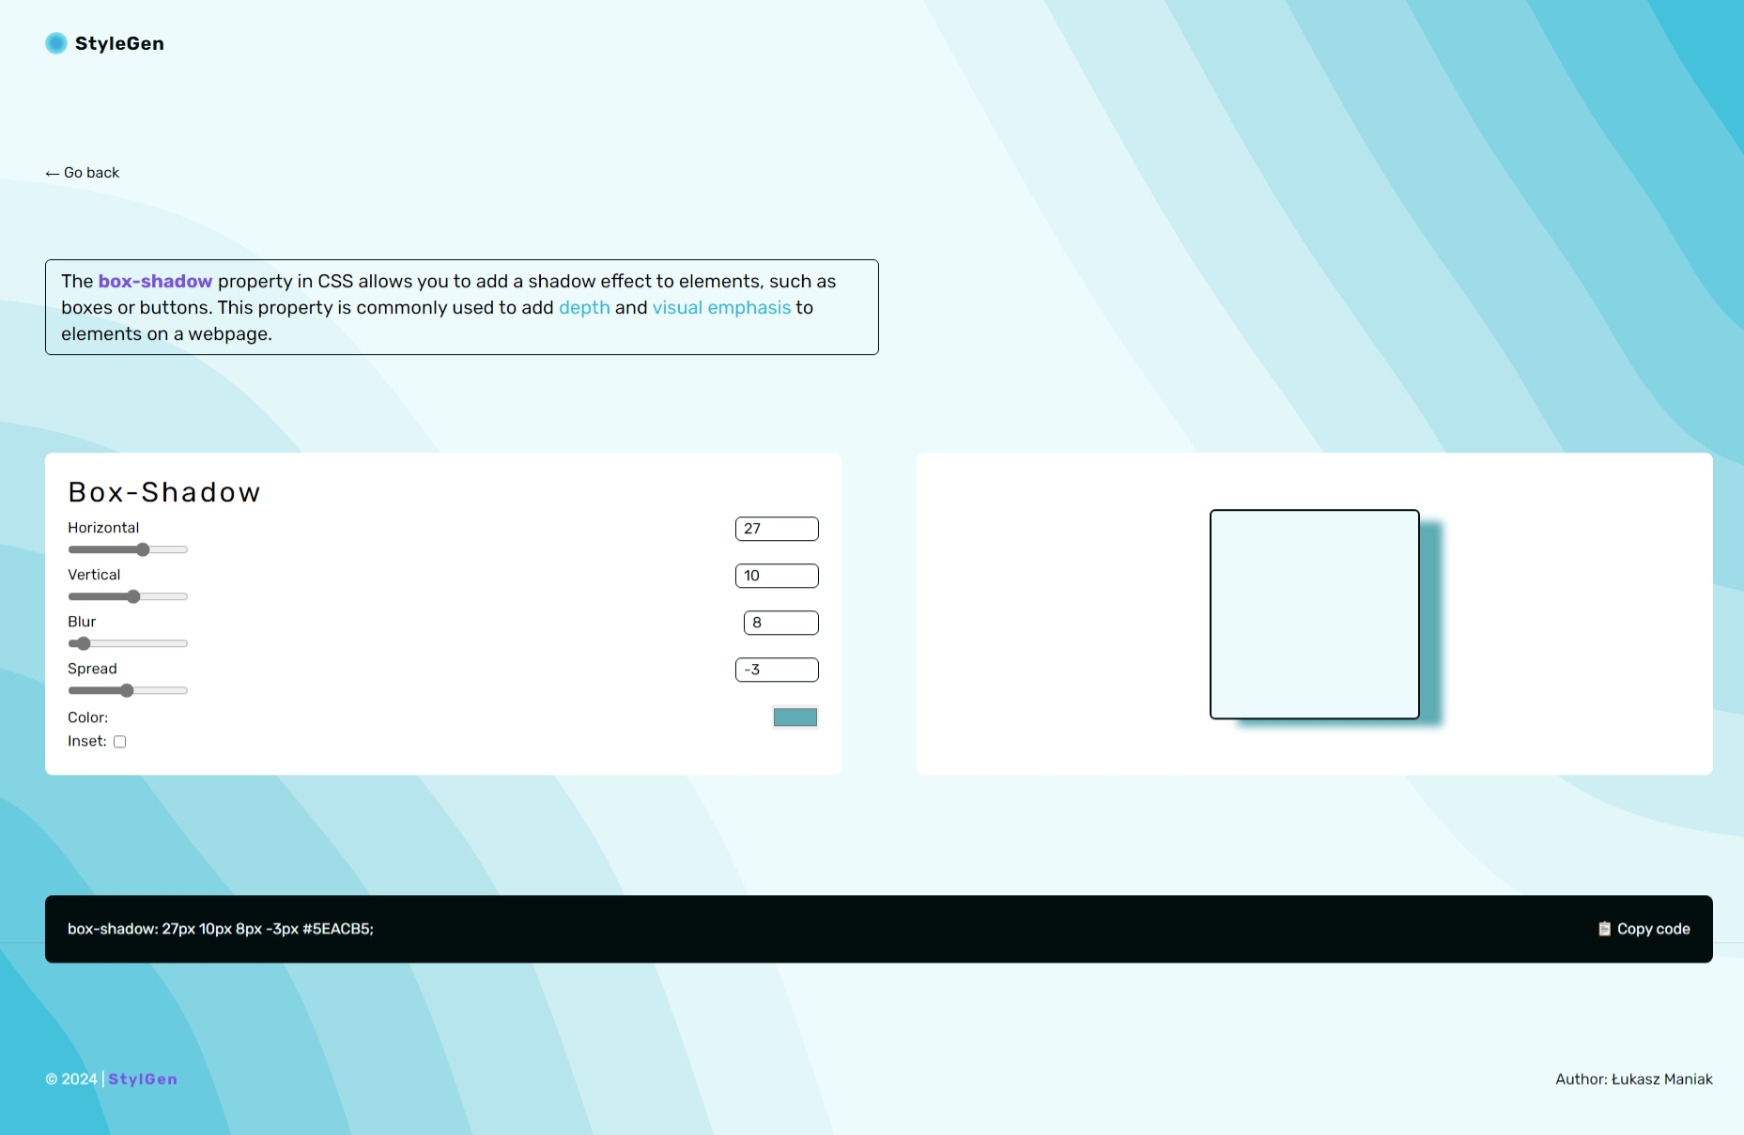 StyleGen
← Go back
The box-shadow property in CSS allows you to add a shadow effect to elements, such as
boxes or buttons. This property is commonly used to add depth and visual emphasis to
elements on a webpage.
Box-Shadow
Horizontal
27
Vertical
10
Blur
8
Spread
-3
Color:
Inset:
box-shadow: 27px 10px 8px -3px #5EACB5;
📋 Copy code
© 2024 | StylGen
Author: Łukasz Maniak